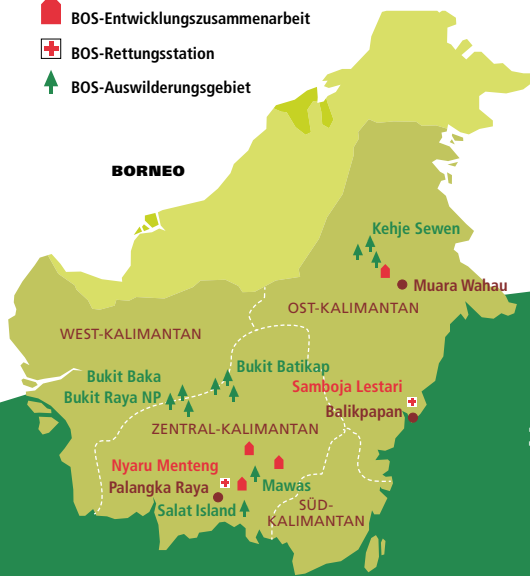 BOS-Entwicklungszusammenarbeit
BOS-Rettungsstation
BOS-Auswilderungsgebiet
BORNEO
Kehje Sewen
Muara Wahau
OST-KALIMANTAN
WEST-KALIMANTAN
Bukit Batikap
Bukit Baka
Bukit Raya NP
Samboja Lestari
Balikpapan
ZENTRAL-KALIMANTAN
Nyaru Menteng
Palangka Raya
Mawas
Salat Island
SÜD-
KALIMANTAN